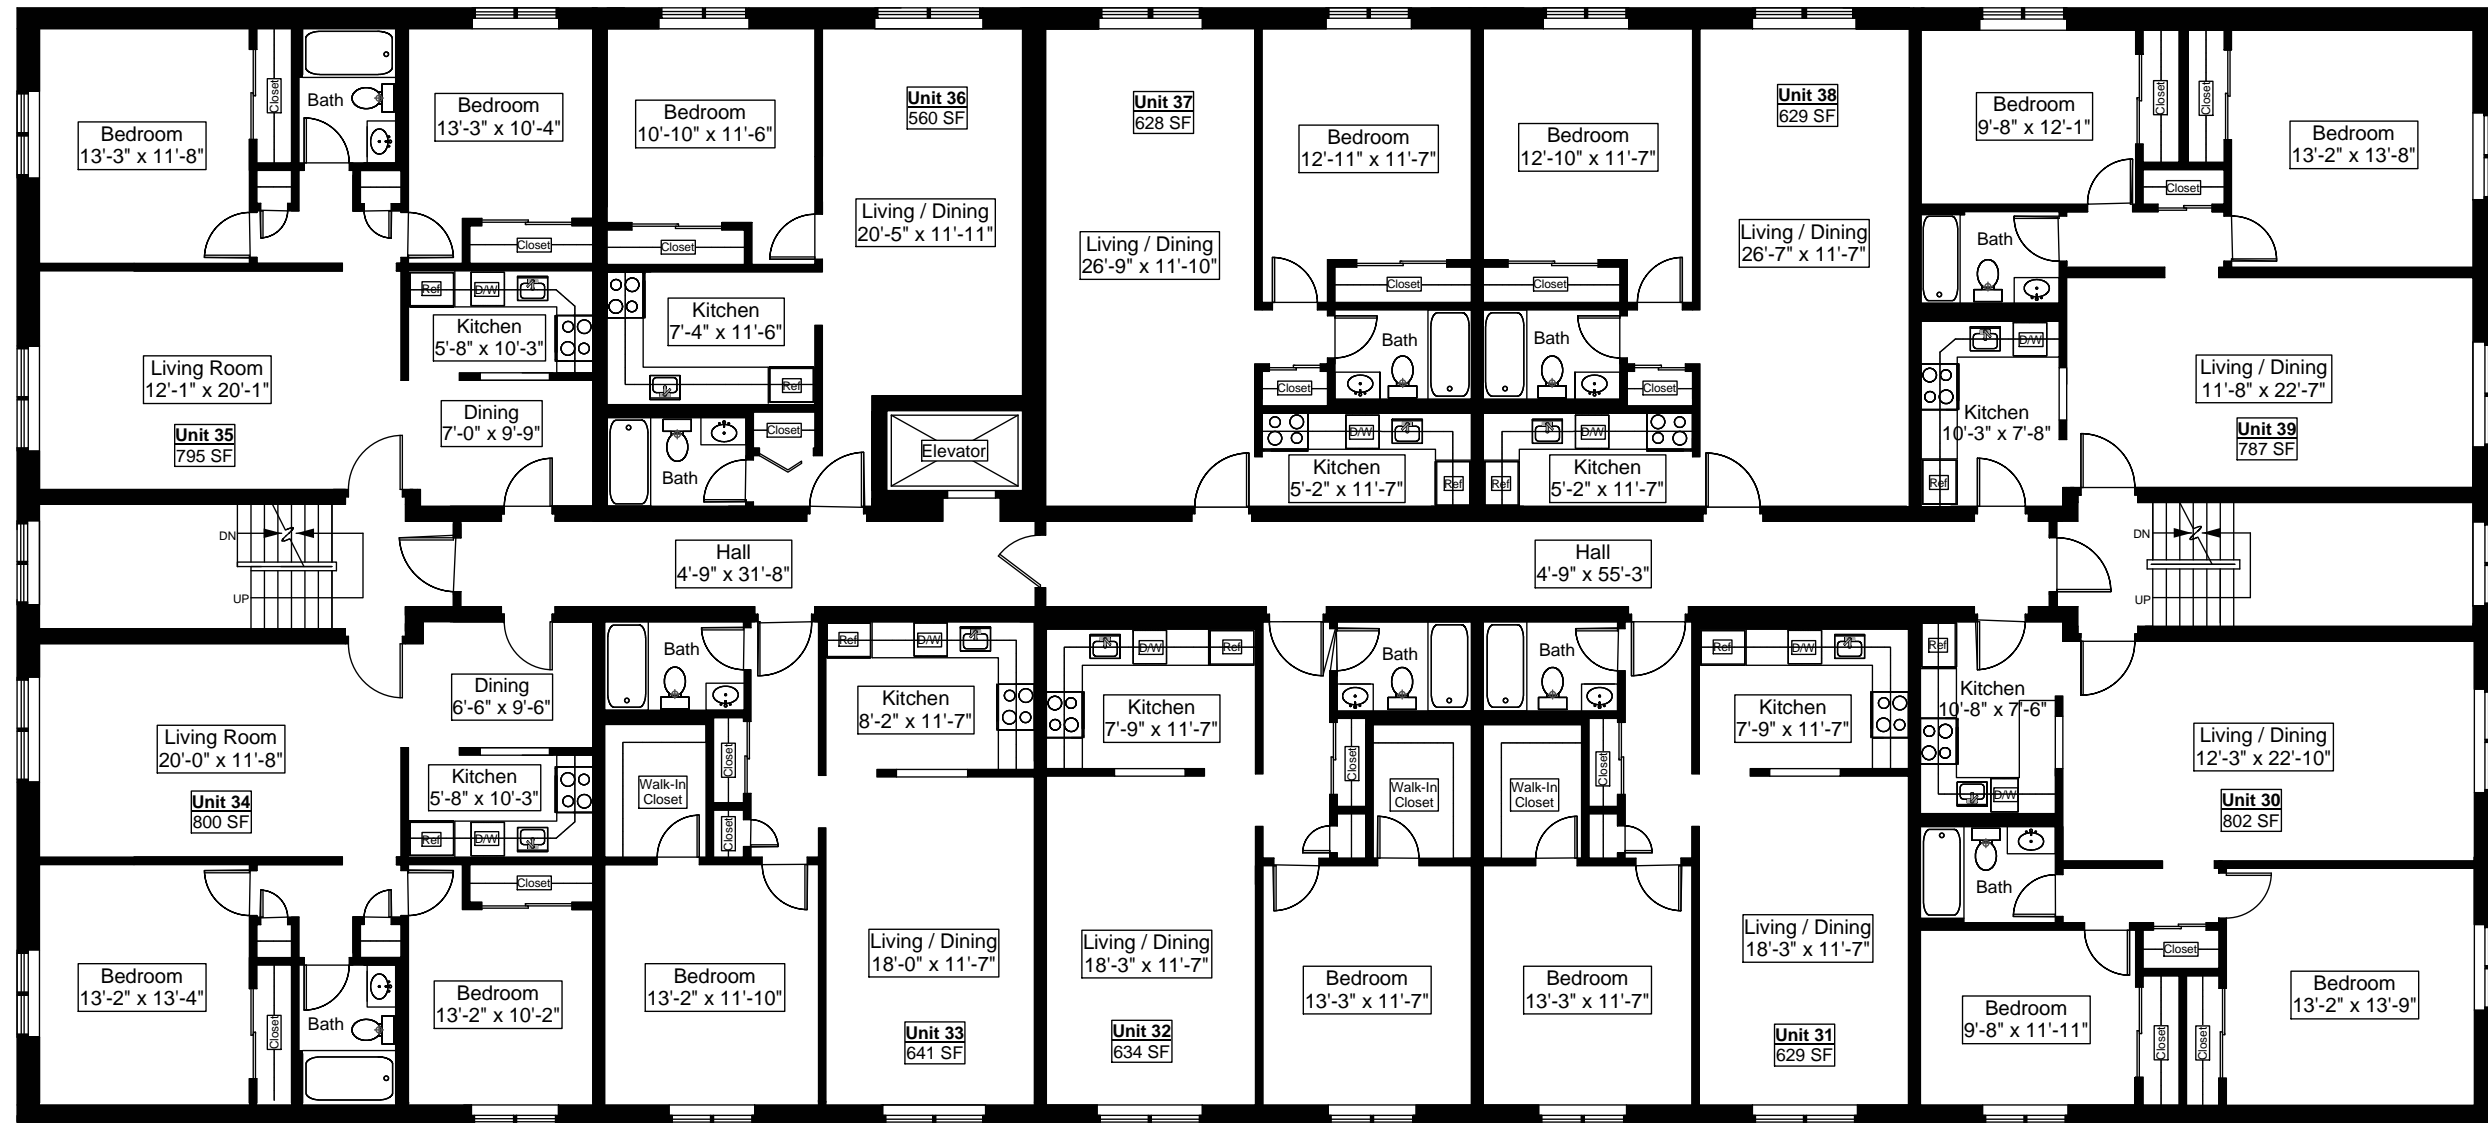 Bedroom
13'-3" x 11'-8"
Closet
Bath
Bedroom
13'-3" x 10'-4"
Closet
Ref
D/W
Kitchen
5'-8" x 10'-3"
Living Room
12'-1" x 20'-1"
Unit 35
795 SF
Dining
7'-0" x 9'-9"
Bedroom
10'-10" x 11'-6"
Closet
Unit 36
560 SF
Living / Dining
20'-5" x 11'-11"
Kitchen
7'-4" x 11'-6"
Ref
Closet
Bath
Elevator
Unit 37
628 SF
Living / Dining
26'-9" x 11'-10"
Bedroom
12'-11" x 11'-7"
Closet
Bath
Closet
D/W
Kitchen
5'-2" x 11'-7"
Ref
Bedroom
12'-10" x 11'-7"
Closet
Bath
Closet
D/W
Kitchen
5'-2" x 11'-7"
Ref
Unit 38
629 SF
Living / Dining
26'-7" x 11'-7"
Bedroom
9'-8" x 12'-1"
Closet
Closet
Closet
Bedroom
13'-2" x 13'-8"
Bath
D/W
Kitchen
10'-3" x 7'-8"
Ref
Living / Dining
11'-8" x 22'-7"
Unit 39
787 SF
DN
UP
Hall
4'-9" x 31'-8"
Hall
4'-9" x 55'-3"
DN
UP
Dining
6'-6" x 9'-6"
Living Room
20'-0" x 11'-8"
Unit 34
800 SF
Kitchen
5'-8" x 10'-3"
Ref
D/W
Closet
Bedroom
13'-2" x 13'-4"
Closet
Bath
Bedroom
13'-2" x 10'-2"
Bath
Walk-In
Closet
Closet
Closet
Ref
D/W
Kitchen
8'-2" x 11'-7"
Bedroom
13'-2" x 11'-10"
Living / Dining
18'-0" x 11'-7"
Unit 33
641 SF
D/W
Ref
Kitchen
7'-9" x 11'-7"
Bath
Closet
Walk-In
Closet
Living / Dining
18'-3" x 11'-7"
Unit 32
634 SF
Bedroom
13'-3" x 11'-7"
Bath
Walk-In
Closet
Closet
Ref
D/W
Kitchen
7'-9" x 11'-7"
Bedroom
13'-3" x 11'-7"
Living / Dining
18'-3" x 11'-7"
Unit 31
629 SF
Ref
Kitchen
10'-8" x 7'-6"
D/W
Living / Dining
12'-3" x 22'-10"
Unit 30
802 SF
Bath
Closet
Bedroom
9'-8" x 11'-11"
Closet
Closet
Bedroom
13'-2" x 13'-9"